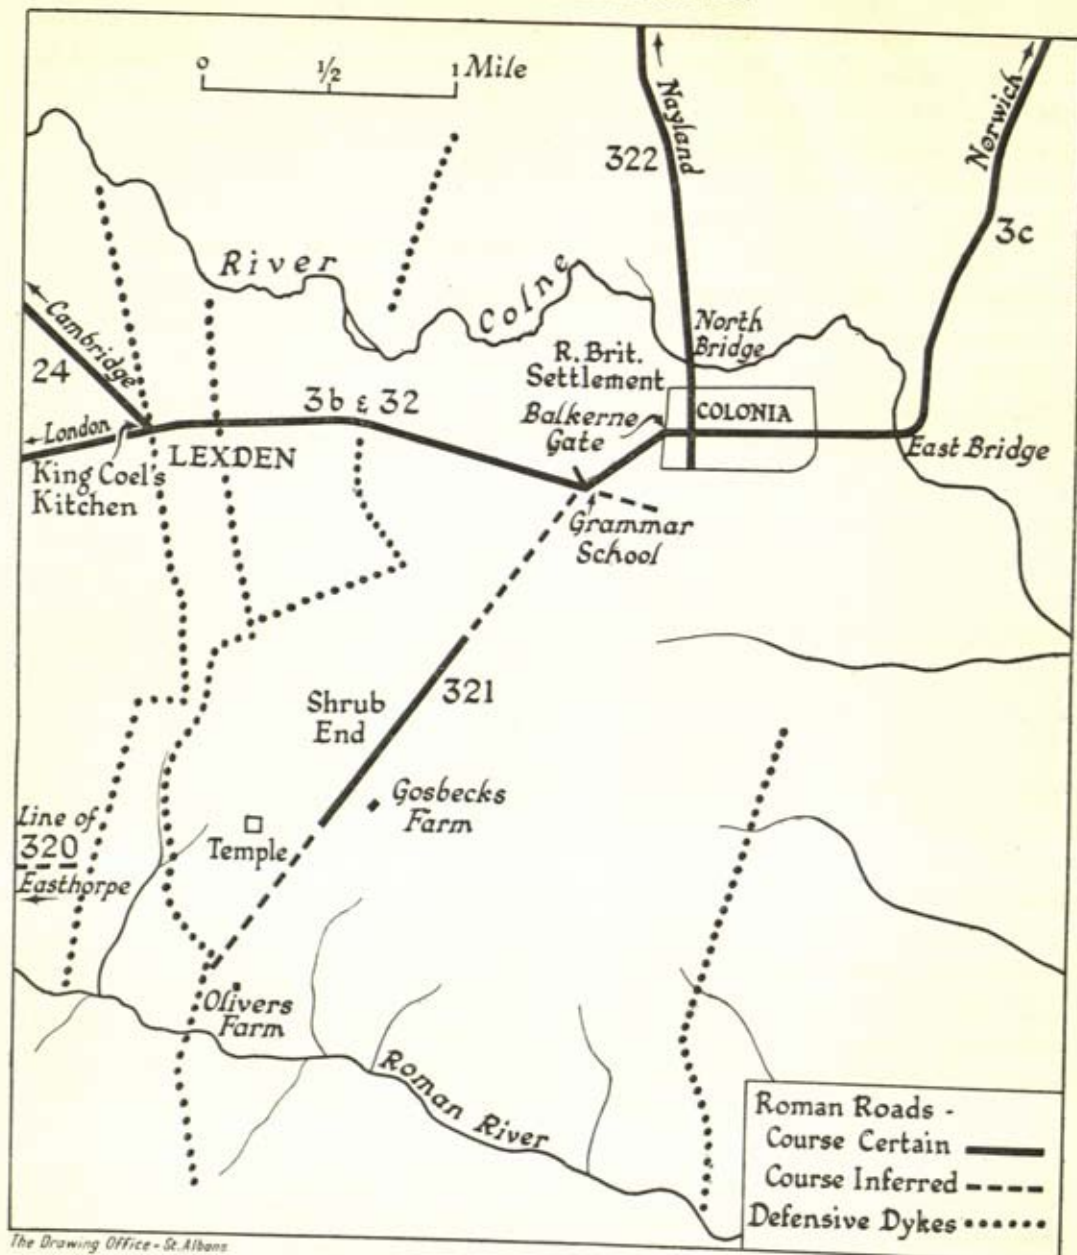 0 ½ 1 Mile
Nayland
Norwich
322
3c
River Colne
Cambridge
24
North
Bridge
R. Brit.
Settlement
3b & 32
COLONIA
Balkerne
Gate
London
LEXDEN
East Bridge
King Coel's
Kitchen
Grammar
School
321
Shrub
End
Gosbecks
Farm
Line of
320
Easthorpe
Temple
Olivers
Farm
Roman River
Roman Roads -
Course Certain
Course Inferred
Defensive Dykes
The Drawing Office - St. Albans